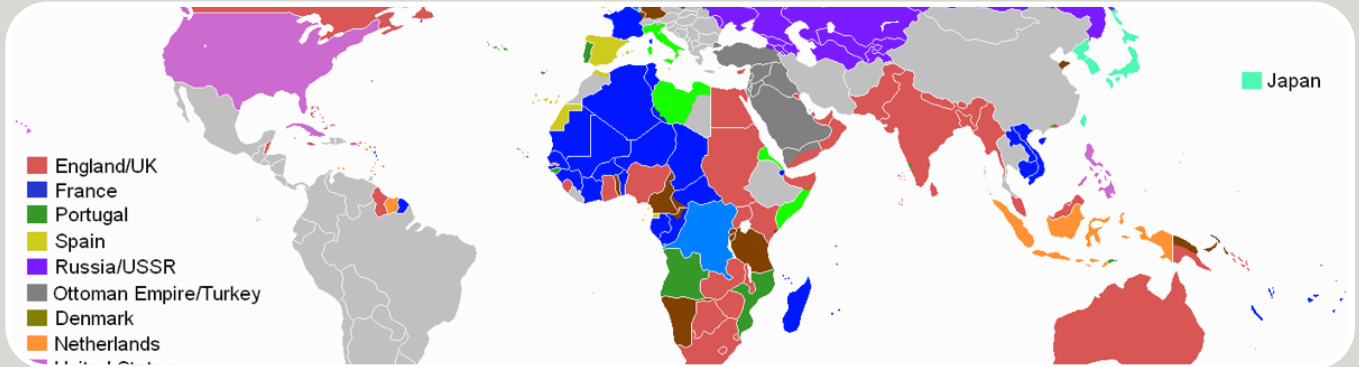 Japan
England/UK
France
Portugal
Spain
Russia/USSR
Ottoman Empire/Turkey
Denmark
Netherlands